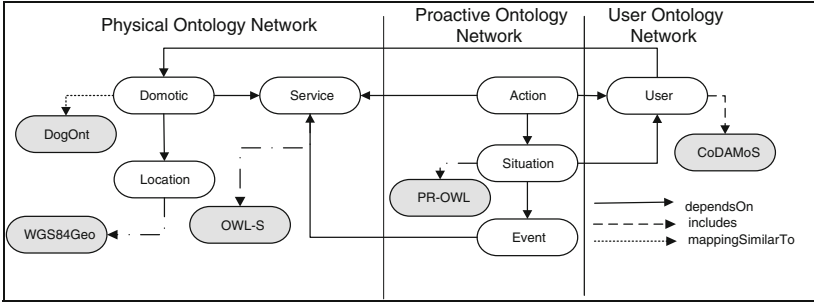 Physical Ontology Network
Proactive Ontology
Network
User Ontology
Network
Domotic
Service
Action
User
DogOnt
Situation
CoDAMoS
Location
PR-OWL
OWL-S
WGS84Geo
Event
dependsOn
includes
mappingSimilarTo